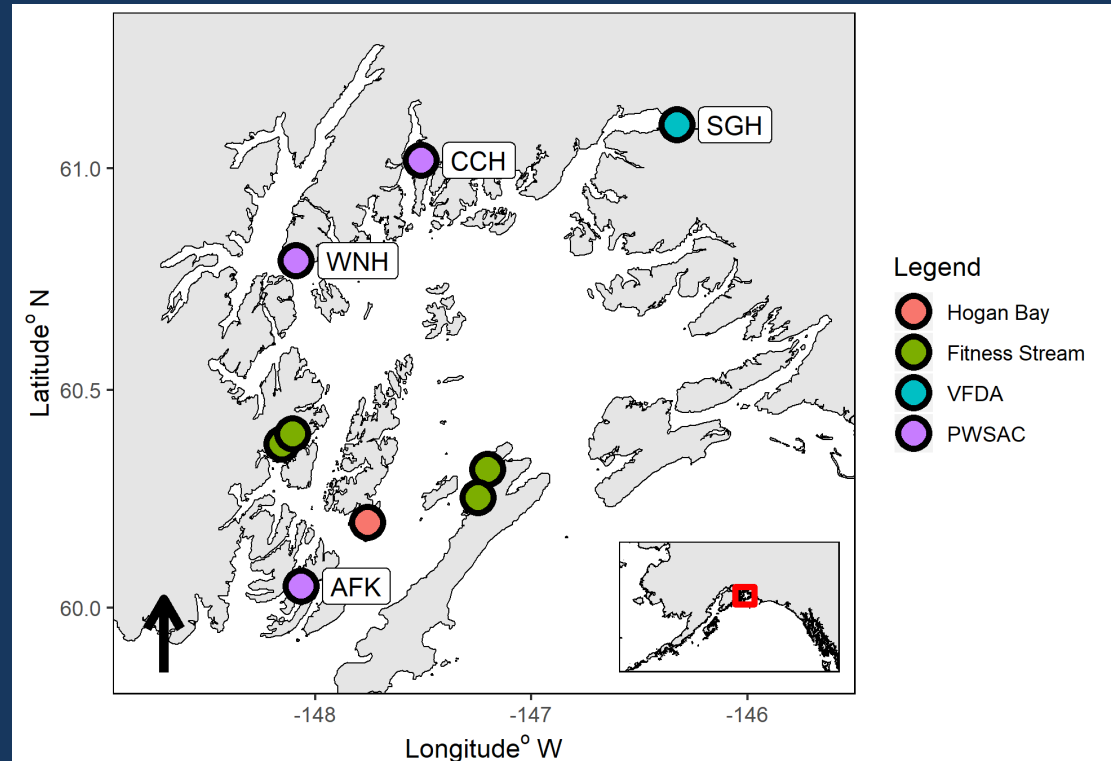 SGH
CCH
WNH
AFK
61.0
60.5
60.0
Latitude° N
-148
-147
-146
Longitude° W
Legend
Hogan Bay
Fitness Stream
VFDA
PWSAC